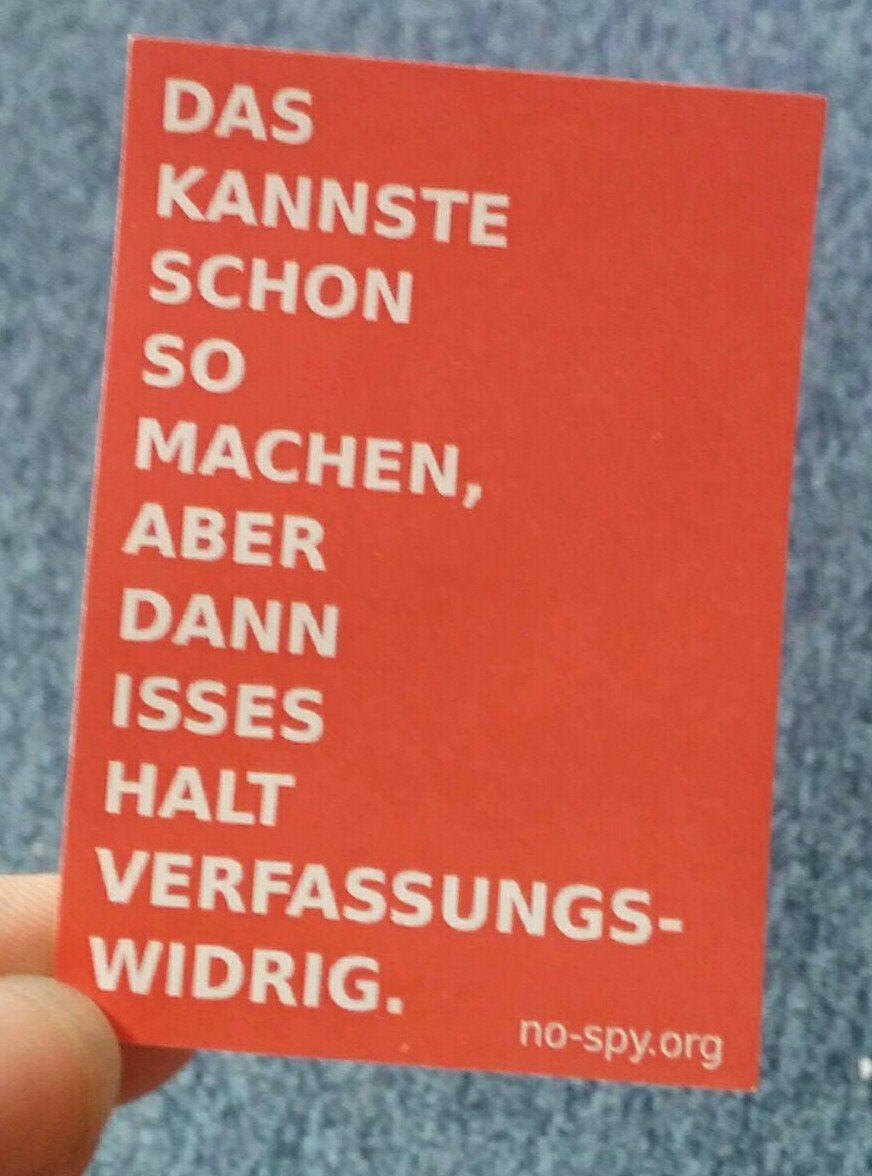 DAS
KANNSTE
SCHON
SO
MACHEN,
ABER
DANN
ISSES
HALT
VERFASSUNGS-
WIDRIG.
no-spy.org